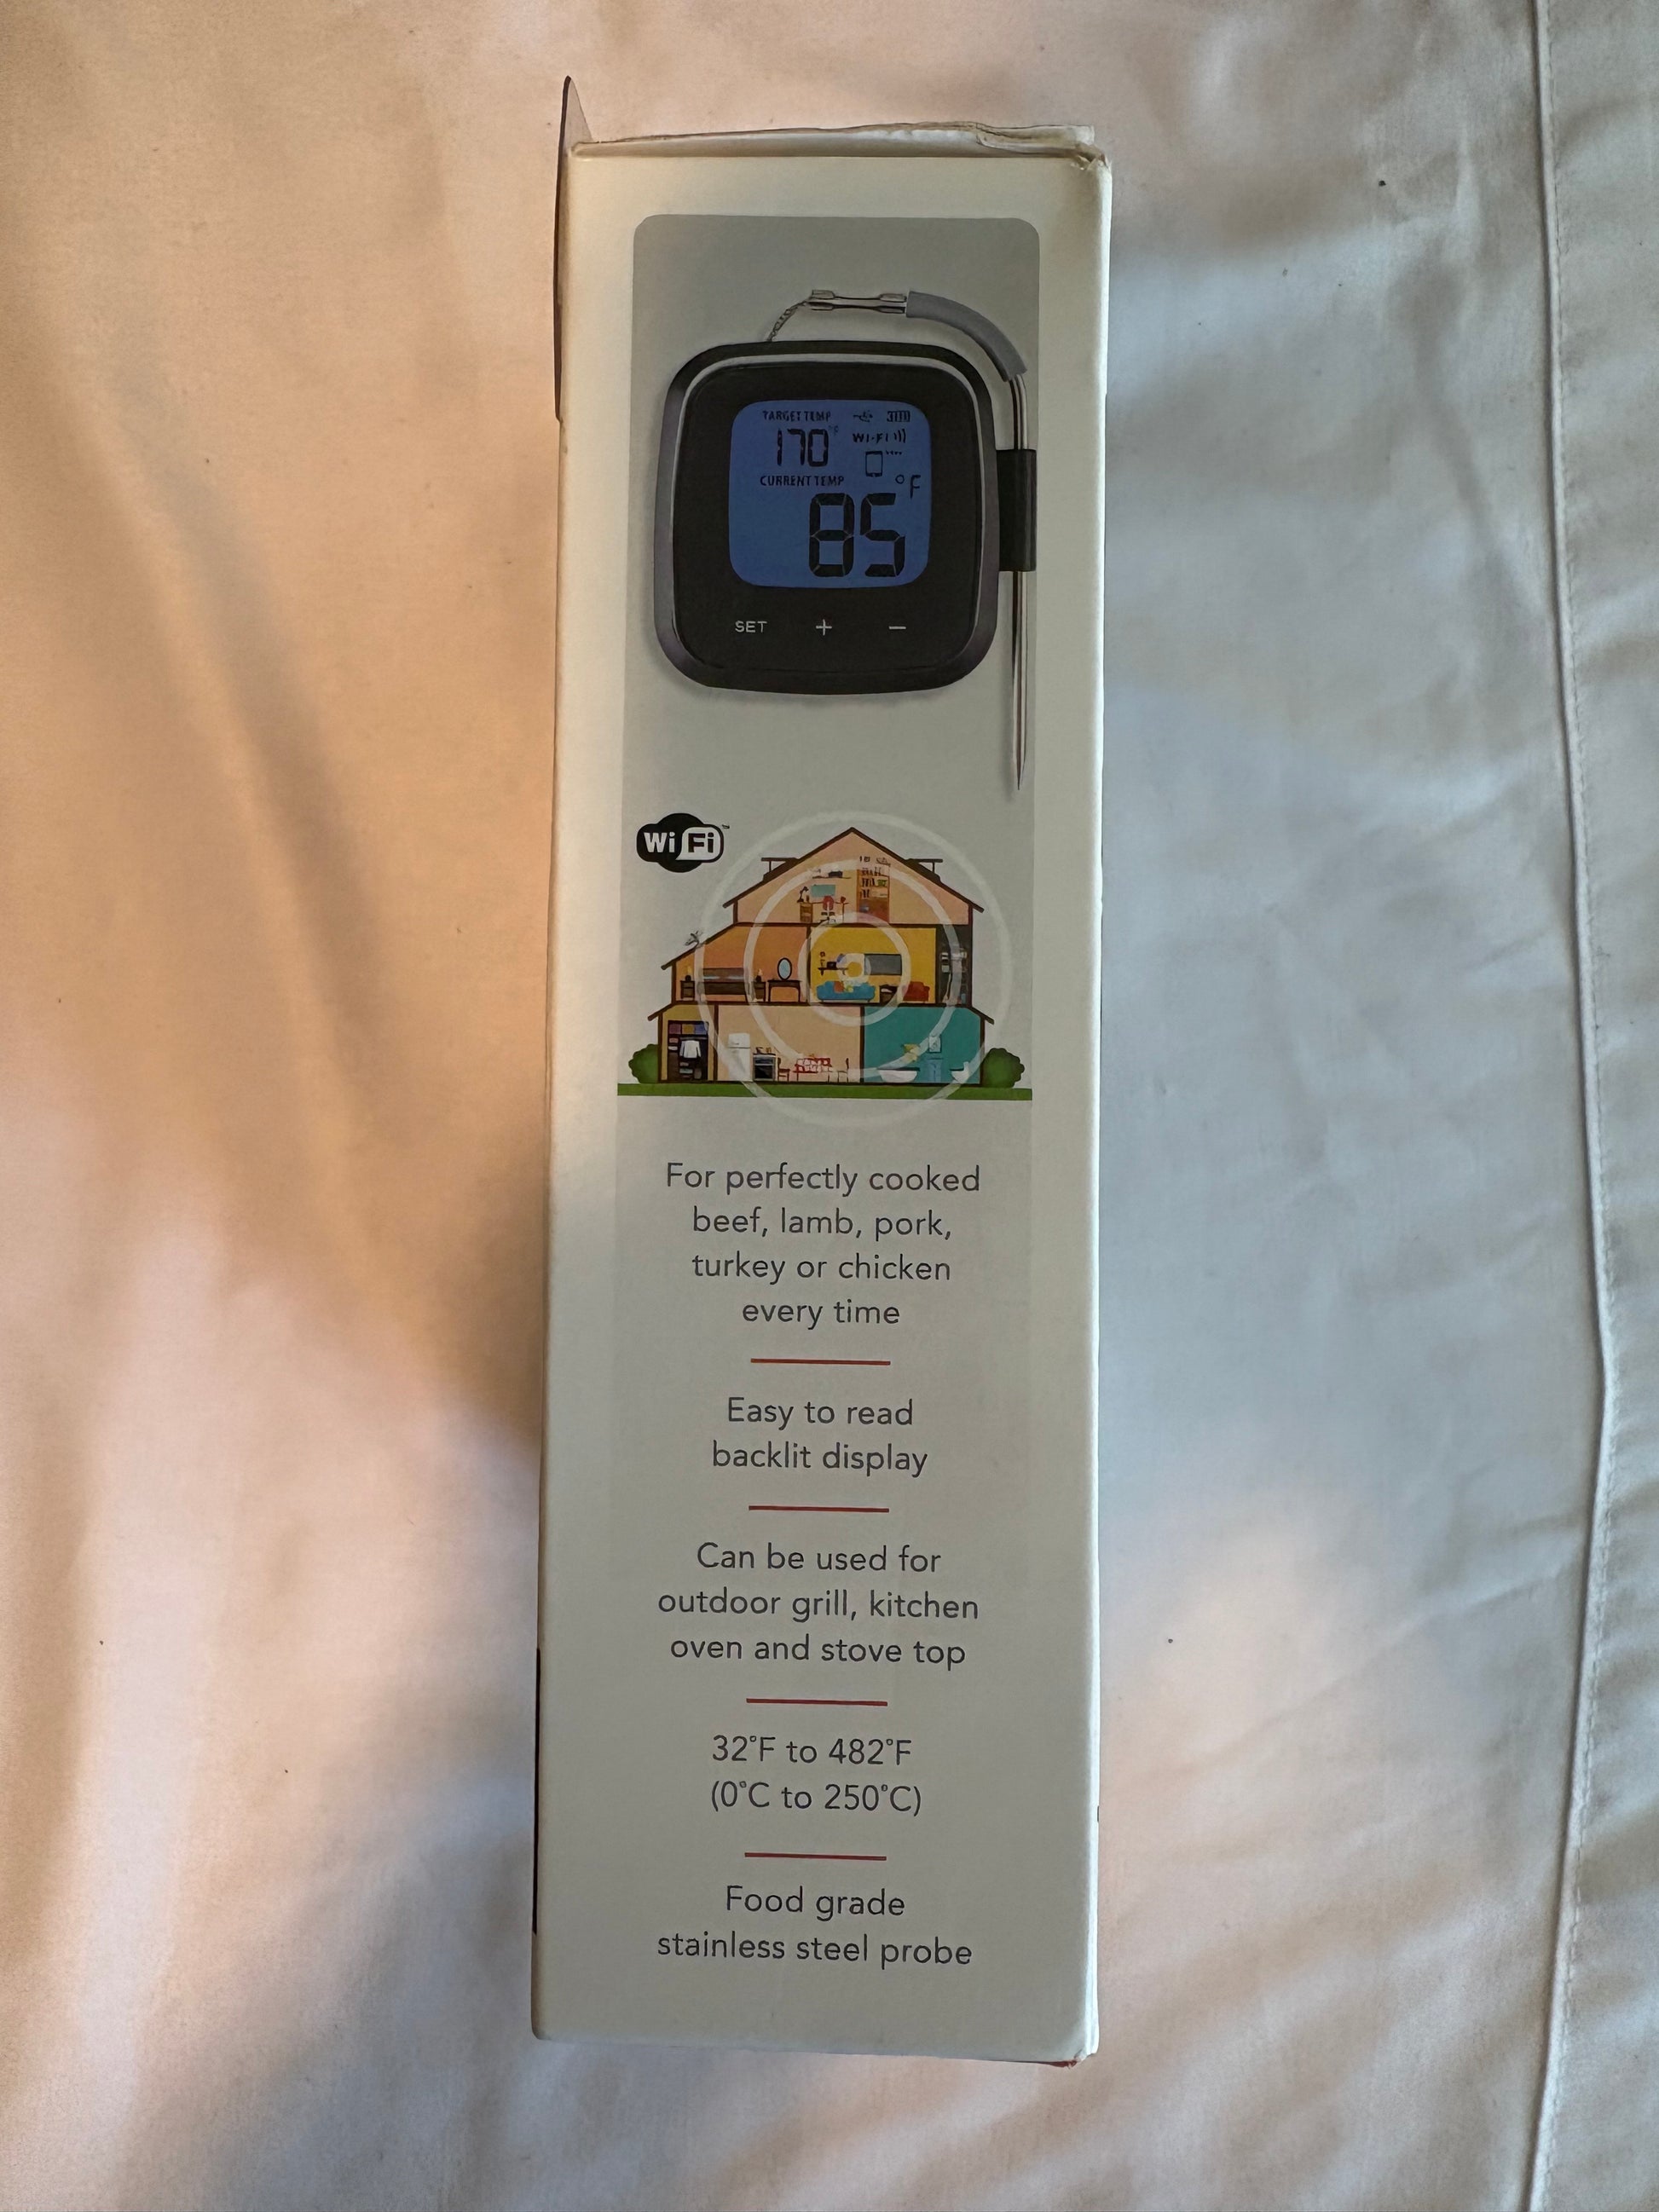 TARGET TEMP
170°F
WI-FI
CURRENT TEMP
°F
85
SET + −
WiFi™
For perfectly cooked
beef, lamb, pork,
turkey or chicken
every time
Easy to read
backlit display
Can be used for
outdoor grill, kitchen
oven and stove top
32°F to 482°F
(0°C to 250°C)
Food grade
stainless steel probe